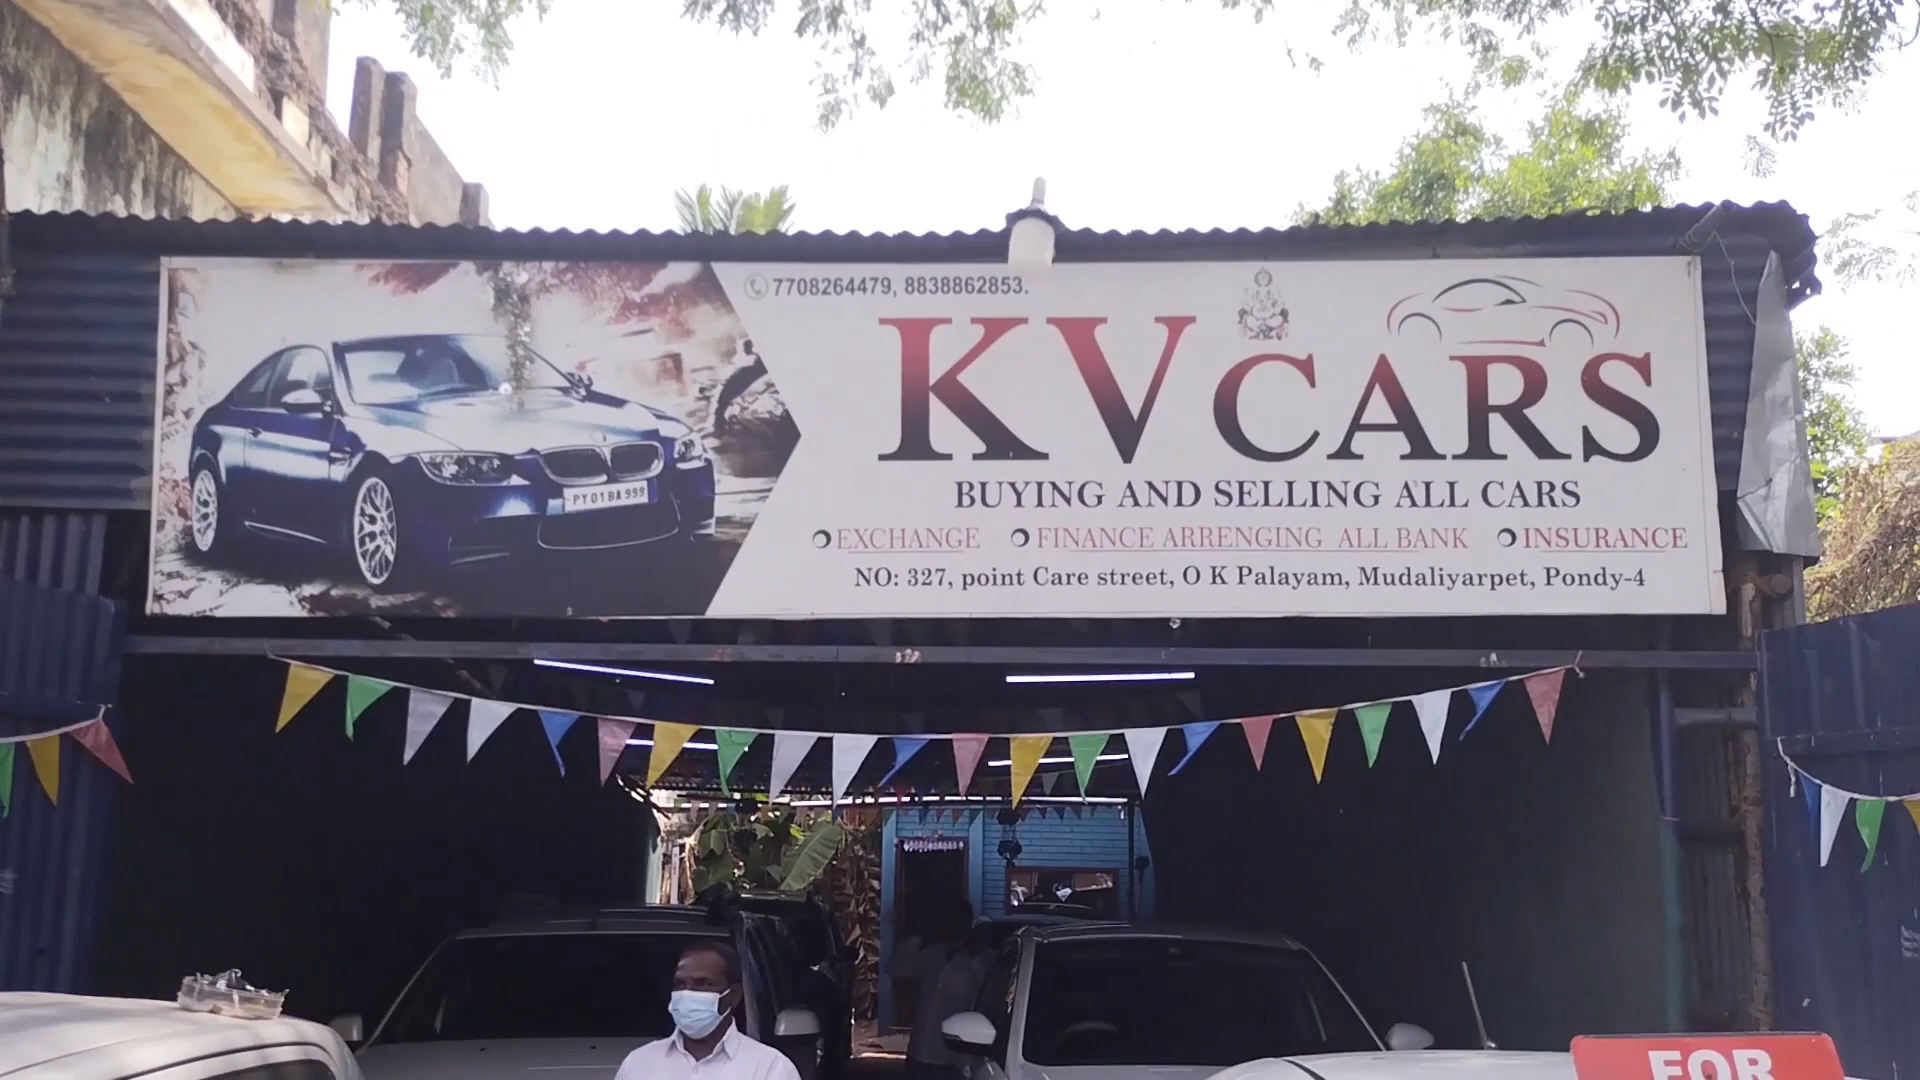 7708264479, 8838862853.
KV CARS
BUYING AND SELLING ALL CARS
EXCHANGE FINANCE ARRENGING ALL BANK INSURANCE
NO: 327, point Care street, O K Palayam, Mudaliyarpet, Pondy-4
PY 01 BA 999
FOR